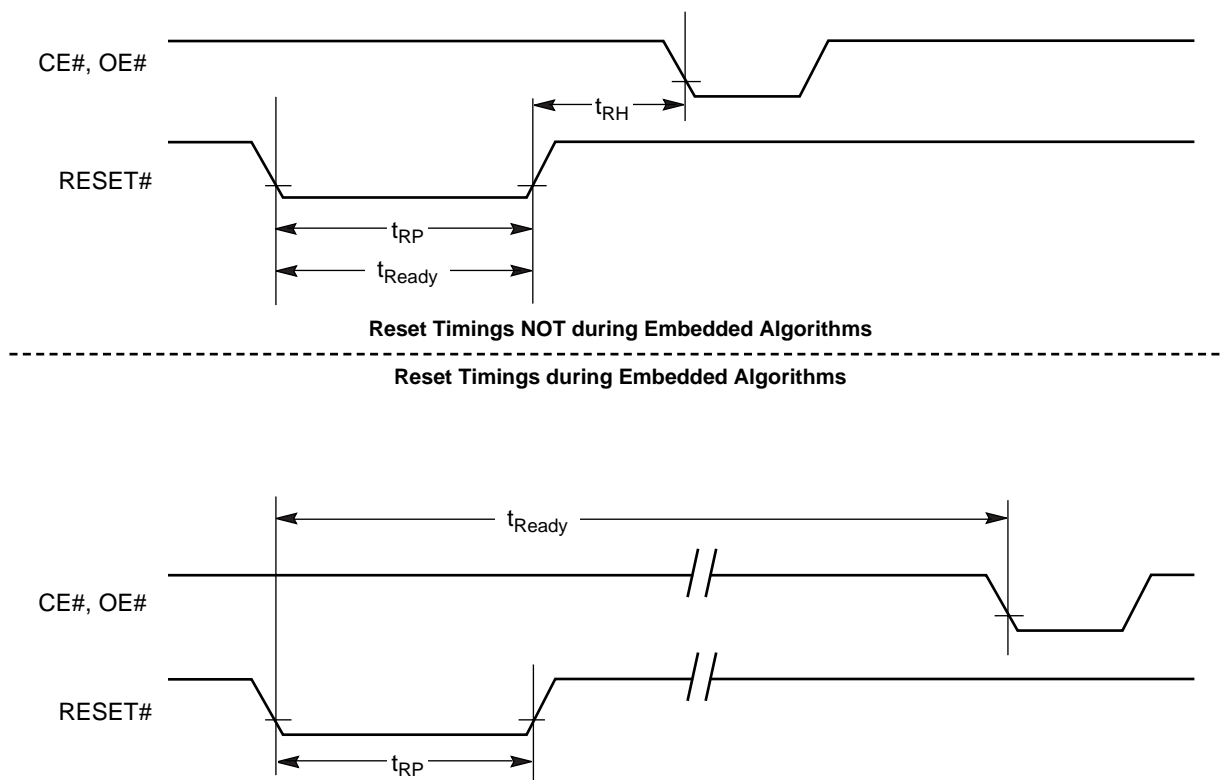 CE#, OE#
tRH
RESET#
tRP
tReady
Reset Timings NOT during Embedded Algorithms
Reset Timings during Embedded Algorithms
tReady
CE#, OE#
RESET#
tRP